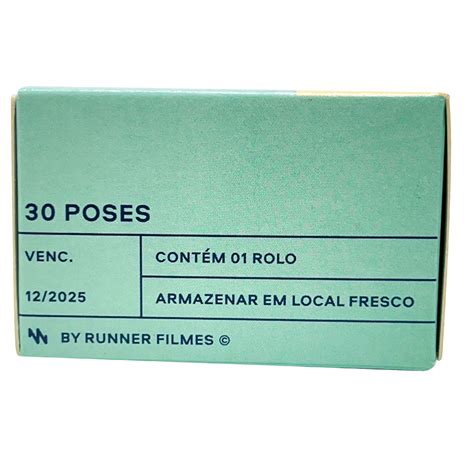 30 POSES
VENC.
12/2025
CONTÉM 01 ROLO
ARMAZENAR EM LOCAL FRESCO
BY RUNNER FILMES ©